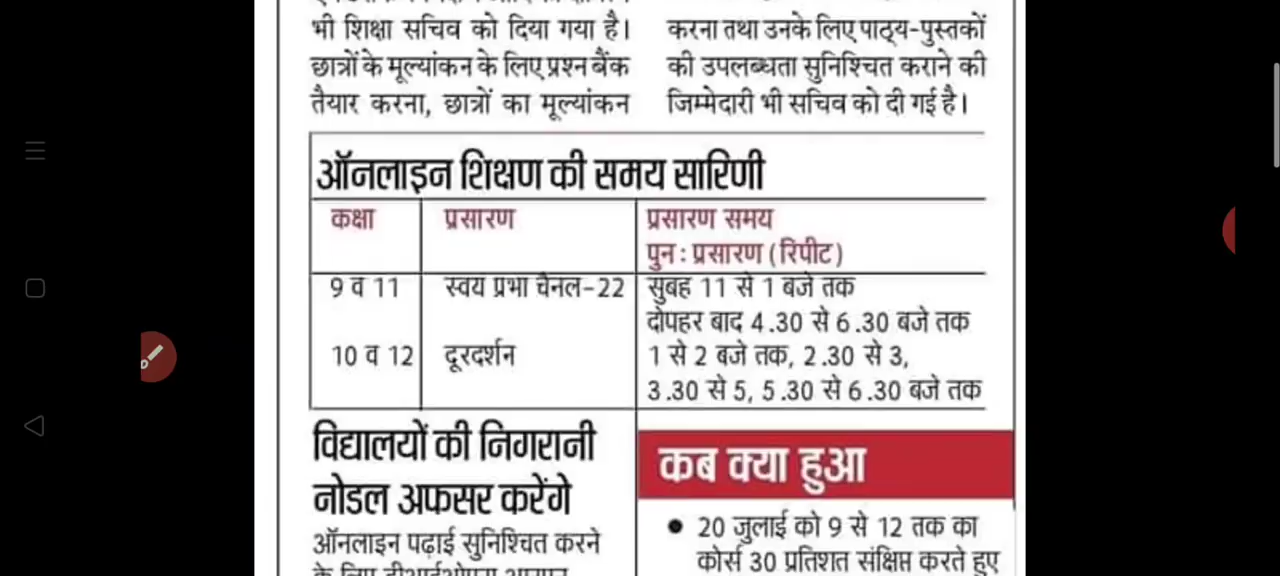 भी शिक्षा सचिव को दिया गया है।
छात्रों के मूल्यांकन के लिए प्रश्न बैंक
तैयार करना, छात्रों का मूल्यांकन
करना तथा उनके लिए पाठ्य-पुस्तकों
की उपलब्धता सुनिश्चित कराने की
जिम्मेदारी भी सचिव को दी गई है।
ऑनलाइन शिक्षण की समय सारिणी
कक्षा प्रसारण प्रसारण समय
पुन: प्रसारण (रिपीट)
9 व 11 स्वय प्रभा चैनल-22 सुबह 11 से 1 बजे तक
दोपहर बाद 4.30 से 6.30 बजे तक
10 व 12 दूरदर्शन 1 से 2 बजे तक, 2.30 से 3,
3.30 से 5, 5.30 से 6.30 बजे तक
विद्यालयों की निगरानी
नोडल अफसर करेंगे
ऑनलाइन पढ़ाई सुनिश्चित करने
कब क्या हुआ
● 20 जुलाई को 9 से 12 तक का
कोर्स 30 प्रतिशत संक्षिप्त करते हुए